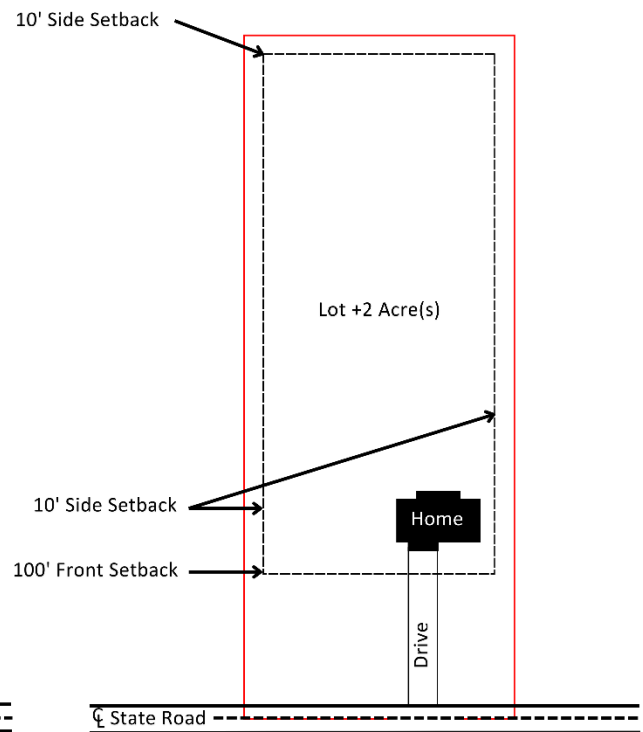 10' Side Setback
Lot +2 Acre(s)
10' Side Setback
Home
100' Front Setback
Drive
℄ State Road